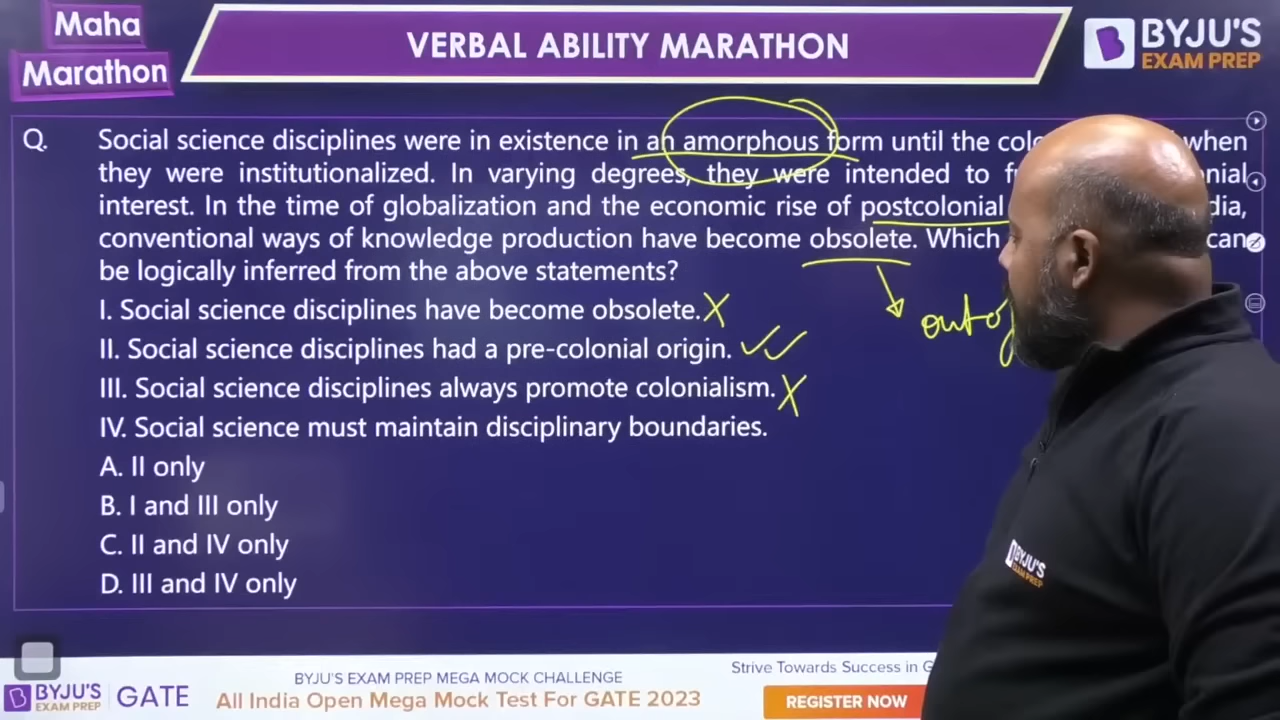 Maha
Marathon
VERBAL ABILITY MARATHON
BYJU'S
EXAM PREP
Q. Social science disciplines were in existence in an amorphous form until the when
they were institutionalized. In varying degrees, they were intended to
interest. In the time of globalization and the economic rise of postcolonial
conventional ways of knowledge production have become obsolete. Which can
be logically inferred from the above statements?
I. Social science disciplines have become obsolete. X
II. Social science disciplines had a pre-colonial origin. ✓✓
out
III. Social science disciplines always promote colonialism. X
IV. Social science must maintain disciplinary boundaries.
A. II only
B. I and III only
C. II and IV only
D. III and IV only
BYJU'S
EXAM PREP
BYJU'S
EXAM PREP
GATE
BYJU'S EXAM PREP MEGA MOCK CHALLENGE
All India Open Mega Mock Test For GATE 2023
Strive Towards Success in
REGISTER NOW